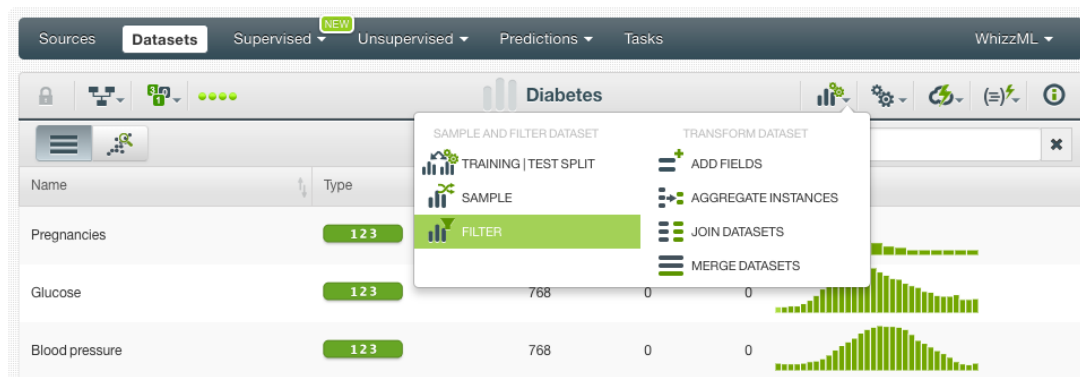 NEW
Sources Datasets Supervised Unsupervised Predictions Tasks WhizzML
Diabetes
SAMPLE AND FILTER DATASET TRANSFORM DATASET
TRAINING | TEST SPLIT ADD FIELDS
SAMPLE AGGREGATE INSTANCES
FILTER JOIN DATASETS
MERGE DATASETS
Name Type
Pregnancies 123
Glucose 123 768 0 0
Blood pressure 123 768 0 0